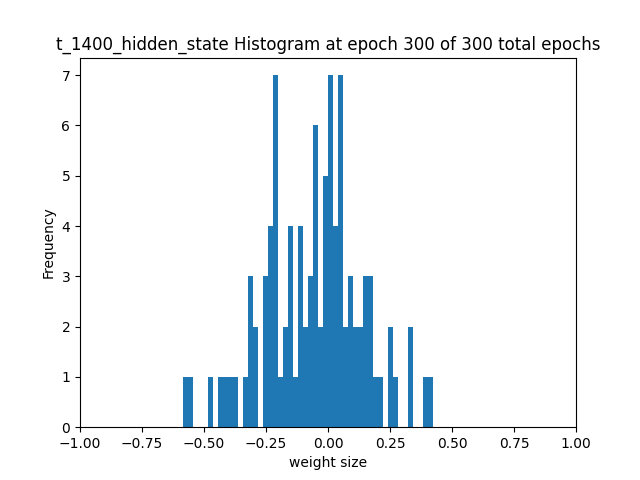 t_1400_hidden_state Histogram at epoch 300 of 300 total epochs
Frequency
7
6
5
4
3
2
1
0
−1.00 −0.75 −0.50 −0.25 0.00 0.25 0.50 0.75 1.00
weight size